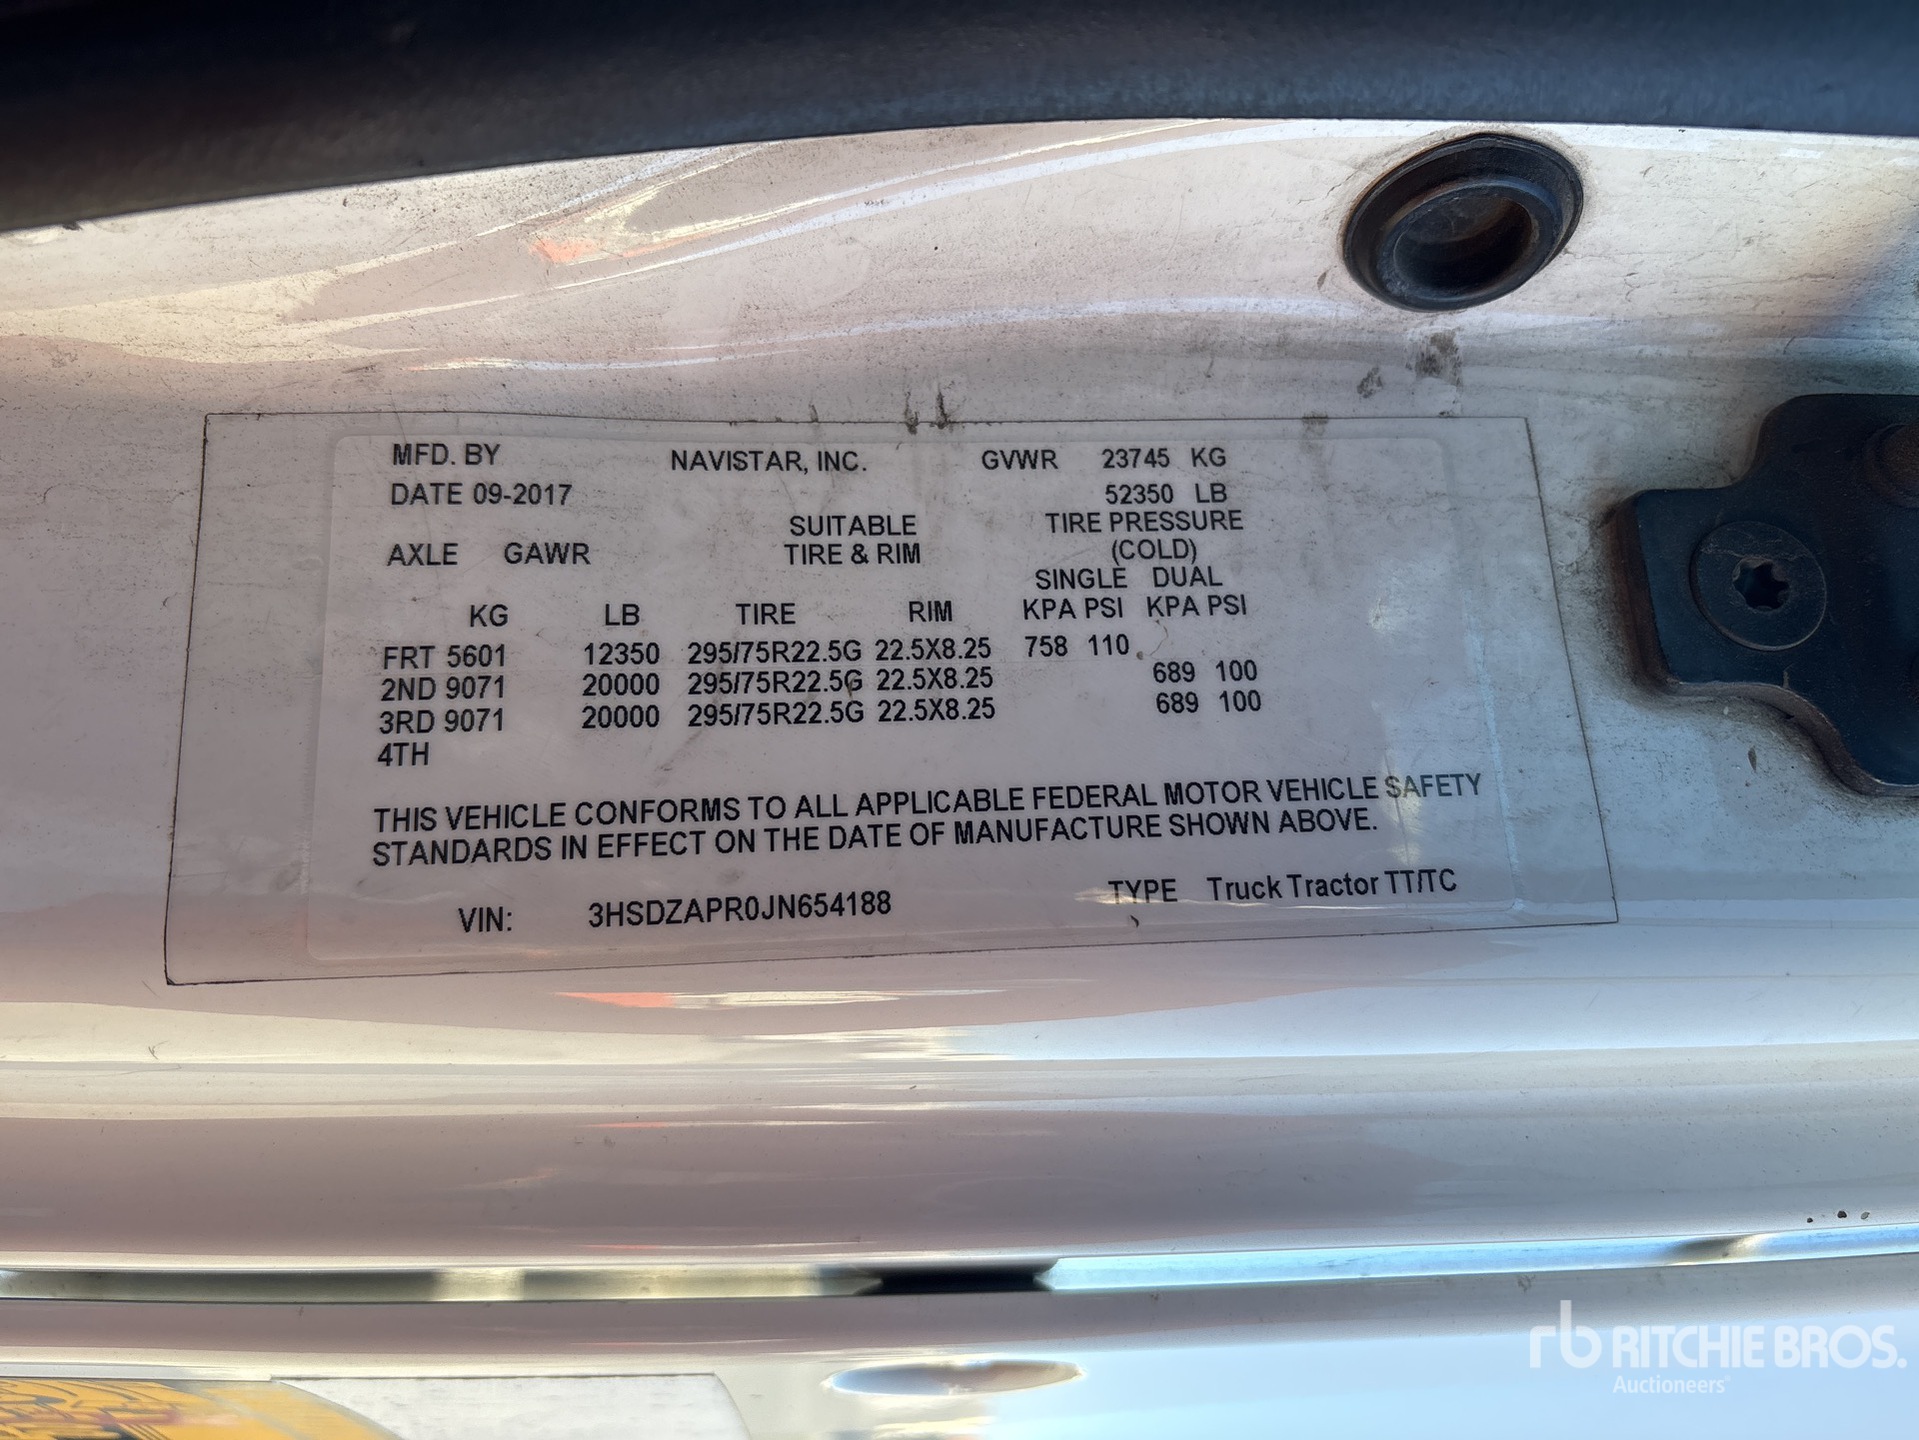 MFD. BY NAVISTAR, INC. GVWR 23745 KG
DATE 09-2017 52350 LB
SUITABLE TIRE PRESSURE
AXLE GAWR TIRE & RIM (COLD)
SINGLE DUAL
KG LB TIRE RIM KPA PSI KPA PSI
FRT 5601 12350 295/75R22.5G 22.5X8.25 758 110
2ND 9071 20000 295/75R22.5G 22.5X8.25 689 100
3RD 9071 20000 295/75R22.5G 22.5X8.25 689 100
4TH
THIS VEHICLE CONFORMS TO ALL APPLICABLE FEDERAL MOTOR VEHICLE SAFETY
STANDARDS IN EFFECT ON THE DATE OF MANUFACTURE SHOWN ABOVE.
VIN: 3HSDZAPR0JN654188 TYPE Truck Tractor TT/TC
rb RITCHIE BROS.
Auctioneers